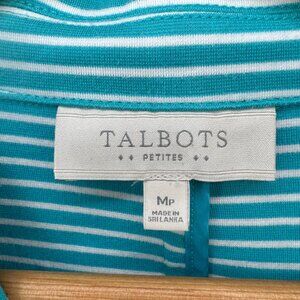 TALBOTS
PETITES
MP
MADE IN
SRI LANKA